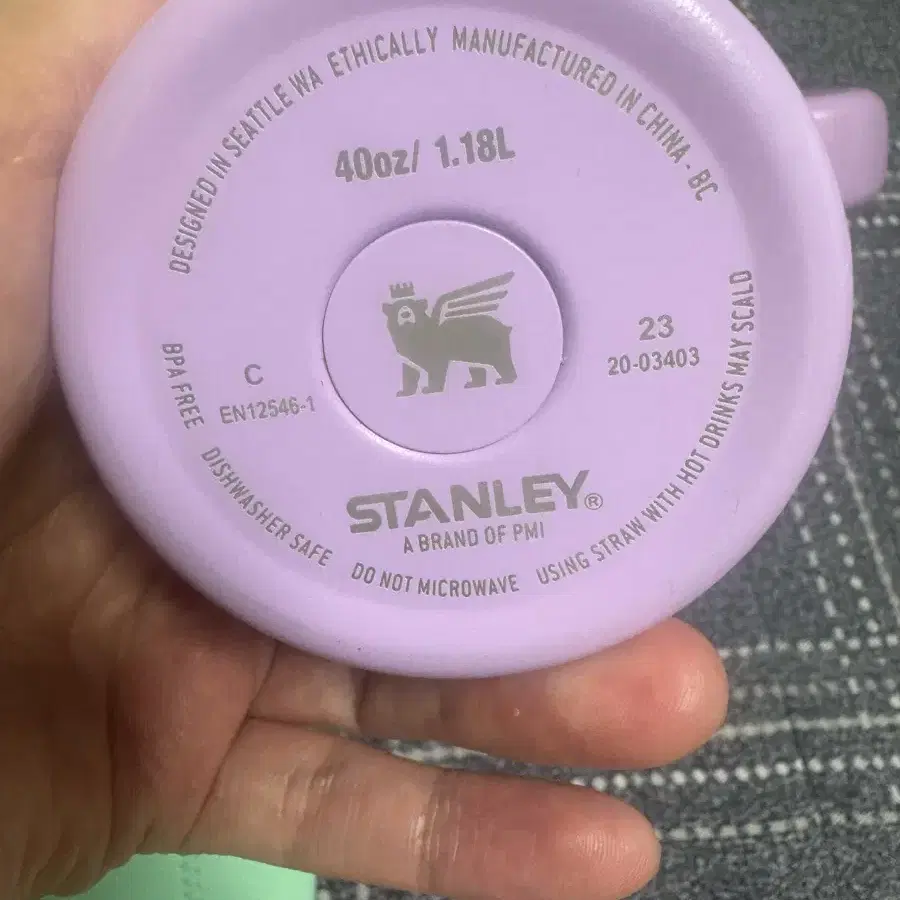 DESIGNED IN SEATTLE WA ETHICALLY MANUFACTURED IN CHINA - BC
40oz/ 1.18L
23
20-03403
C
EN12546-1
STANLEY®
A BRAND OF PMI
BPA FREE DISHWASHER SAFE DO NOT MICROWAVE USING STRAW WITH HOT DRINKS MAY SCALD